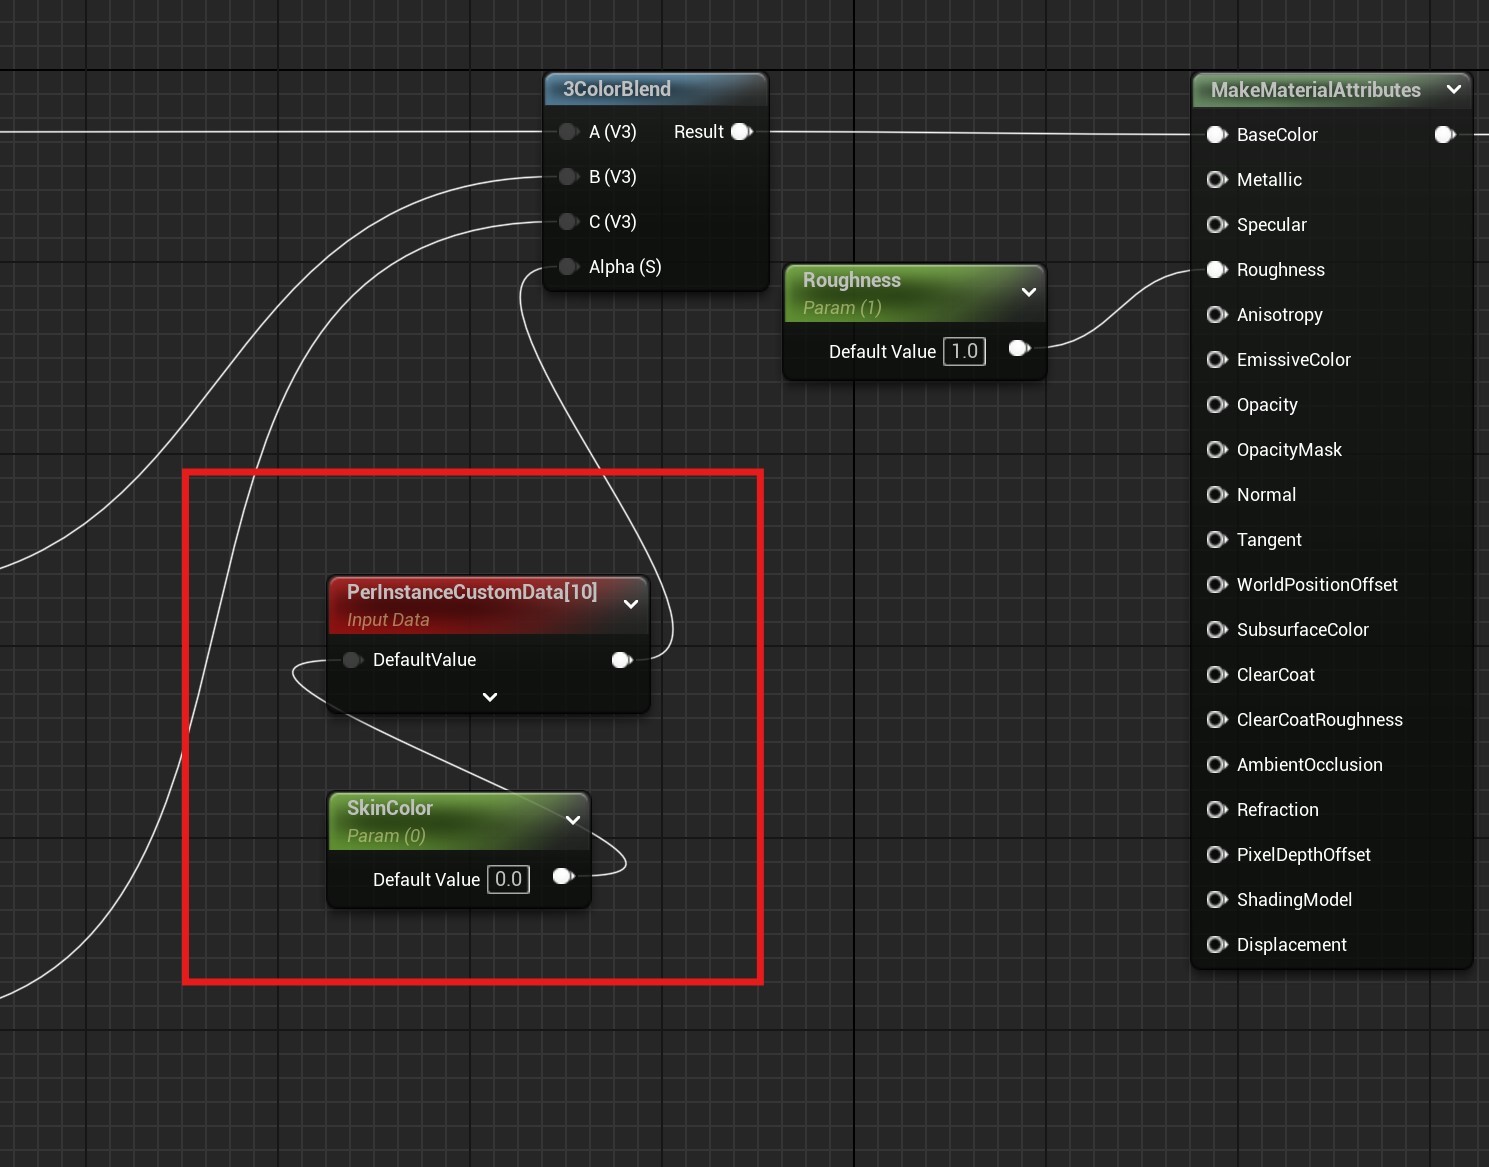 3ColorBlend
A (V3) Result
B (V3)
C (V3)
Alpha (S)
Roughness
Param (1)
Default Value 1.0
PerInstanceCustomData[10]
Input Data
DefaultValue
SkinColor
Param (0)
Default Value 0.0
MakeMaterialAttributes
BaseColor
Metallic
Specular
Roughness
Anisotropy
EmissiveColor
Opacity
OpacityMask
Normal
Tangent
WorldPositionOffset
SubsurfaceColor
ClearCoat
ClearCoatRoughness
AmbientOcclusion
Refraction
PixelDepthOffset
ShadingModel
Displacement